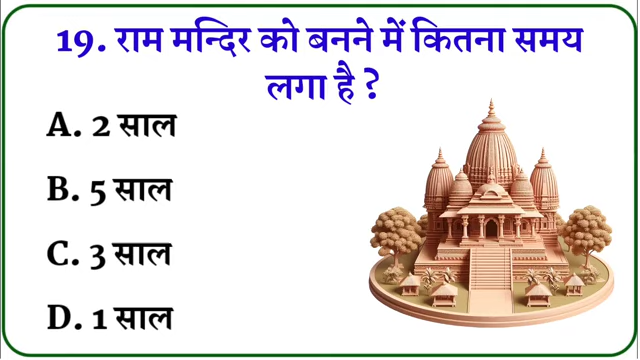 19. राम मन्दिर को बनने में कितना समय
लगा है ?
A. 2 साल
B. 5 साल
C. 3 साल
D. 1 साल